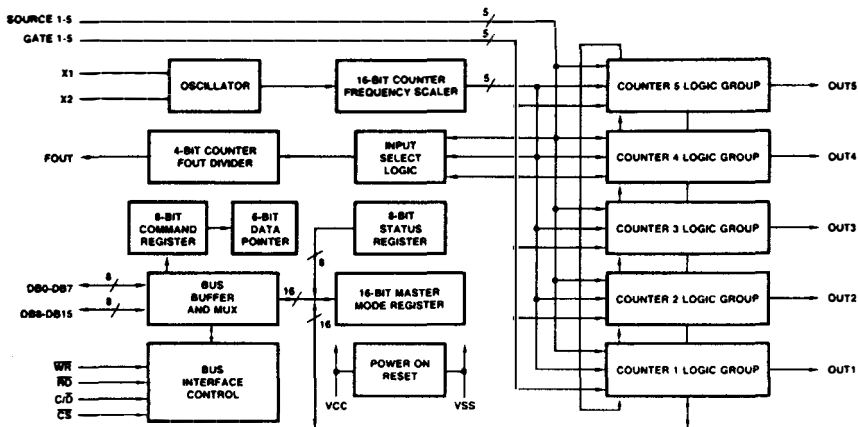 SOURCE 1-5
5
GATE 1-5
5
X1
X2
OSCILLATOR
16-BIT COUNTER
FREQUENCY SCALER
5
COUNTER 5 LOGIC GROUP
OUT5
FOUT
4-BIT COUNTER
FOUT DIVIDER
INPUT
SELECT
LOGIC
COUNTER 4 LOGIC GROUP
OUT4
8-BIT
COMMAND
REGISTER
6-BIT
DATA
POINTER
8-BIT
STATUS
REGISTER
COUNTER 3 LOGIC GROUP
OUT3
8
DB0-DB7
8
DB8-DB15
8
BUS
BUFFER
AND MUX
16
16
16-BIT MASTER
MODE REGISTER
COUNTER 2 LOGIC GROUP
OUT2
WR
RD
C/D
CS
BUS
INTERFACE
CONTROL
POWER ON
RESET
VCC
VSS
COUNTER 1 LOGIC GROUP
OUT1